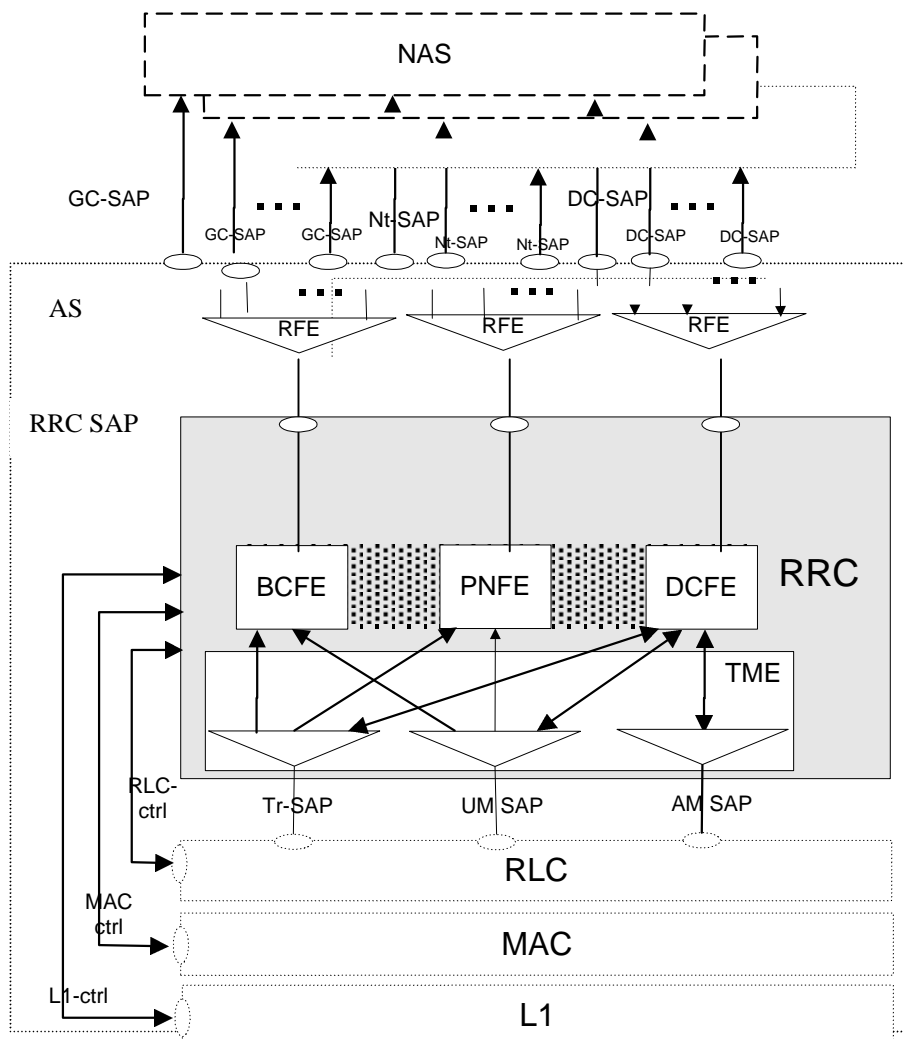 NAS
GC-SAP
GC-SAP
GC-SAP
Nt-SAP
Nt-SAP
Nt-SAP
DC-SAP
DC-SAP
DC-SAP
AS
RFE
RFE
RFE
RRC SAP
BCFE
PNFE
DCFE
RRC
TME
RLC-
ctrl
Tr-SAP
UM SAP
AM SAP
RLC
MAC
ctrl
MAC
L1-ctrl
L1